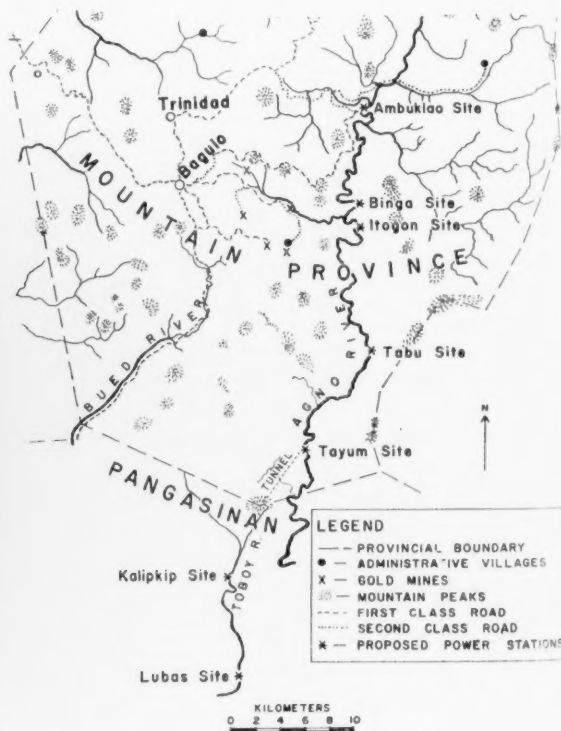 Trinidad
Ambuklao Site
Baguio
MOUNTAIN
Binga Site
Itogon Site
PROVINCE
BUED RIVER
AGNO RIVER
Tabu Site
N
Tayum Site
TUNNEL
PANGASINAN
Kalipkip Site
TOBOY R.
Lubas Site
LEGEND
PROVINCIAL BOUNDARY
ADMINISTRATIVE VILLAGES
X — GOLD MINES
MOUNTAIN PEAKS
FIRST CLASS ROAD
SECOND CLASS ROAD
PROPOSED POWER STATIONS
KILOMETERS
0 2 4 6 8 10